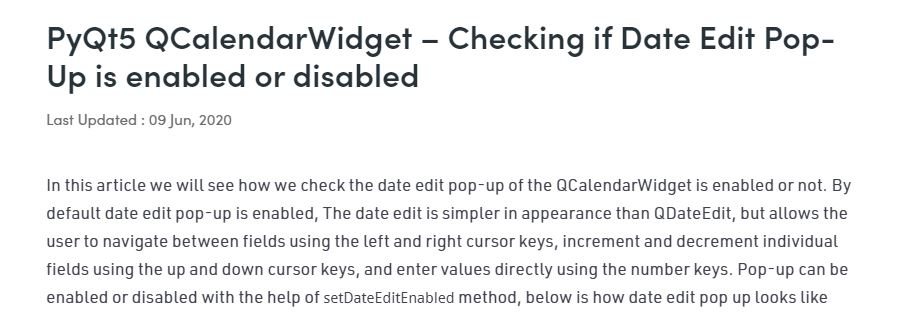 PyQt5 QCalendarWidget – Checking if Date Edit Pop-
Up is enabled or disabled
Last Updated : 09 Jun, 2020
In this article we will see how we check the date edit pop-up of the QCalendarWidget is enabled or not. By
default date edit pop-up is enabled, The date edit is simpler in appearance than QDateEdit, but allows the
user to navigate between fields using the left and right cursor keys, increment and decrement individual
fields using the up and down cursor keys, and enter values directly using the number keys. Pop-up can be
enabled or disabled with the help of setDateEditEnabled method, below is how date edit pop up looks like